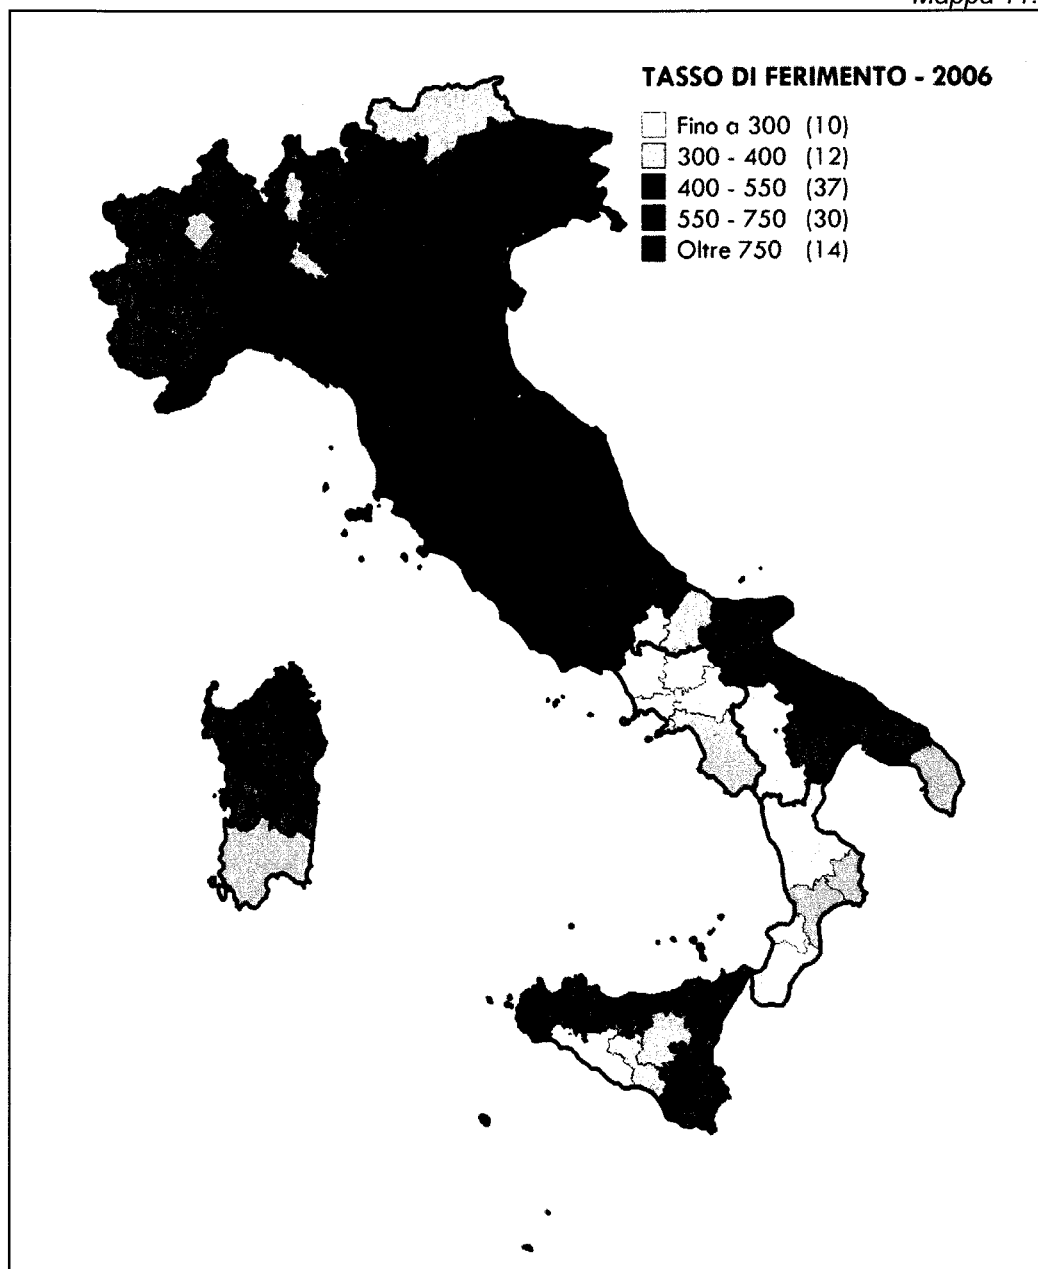 Mappa 11.
TASSO DI FERIMENTO - 2006
Fino a 300 (10)
300 - 400 (12)
400 - 550 (37)
550 - 750 (30)
Oltre 750 (14)